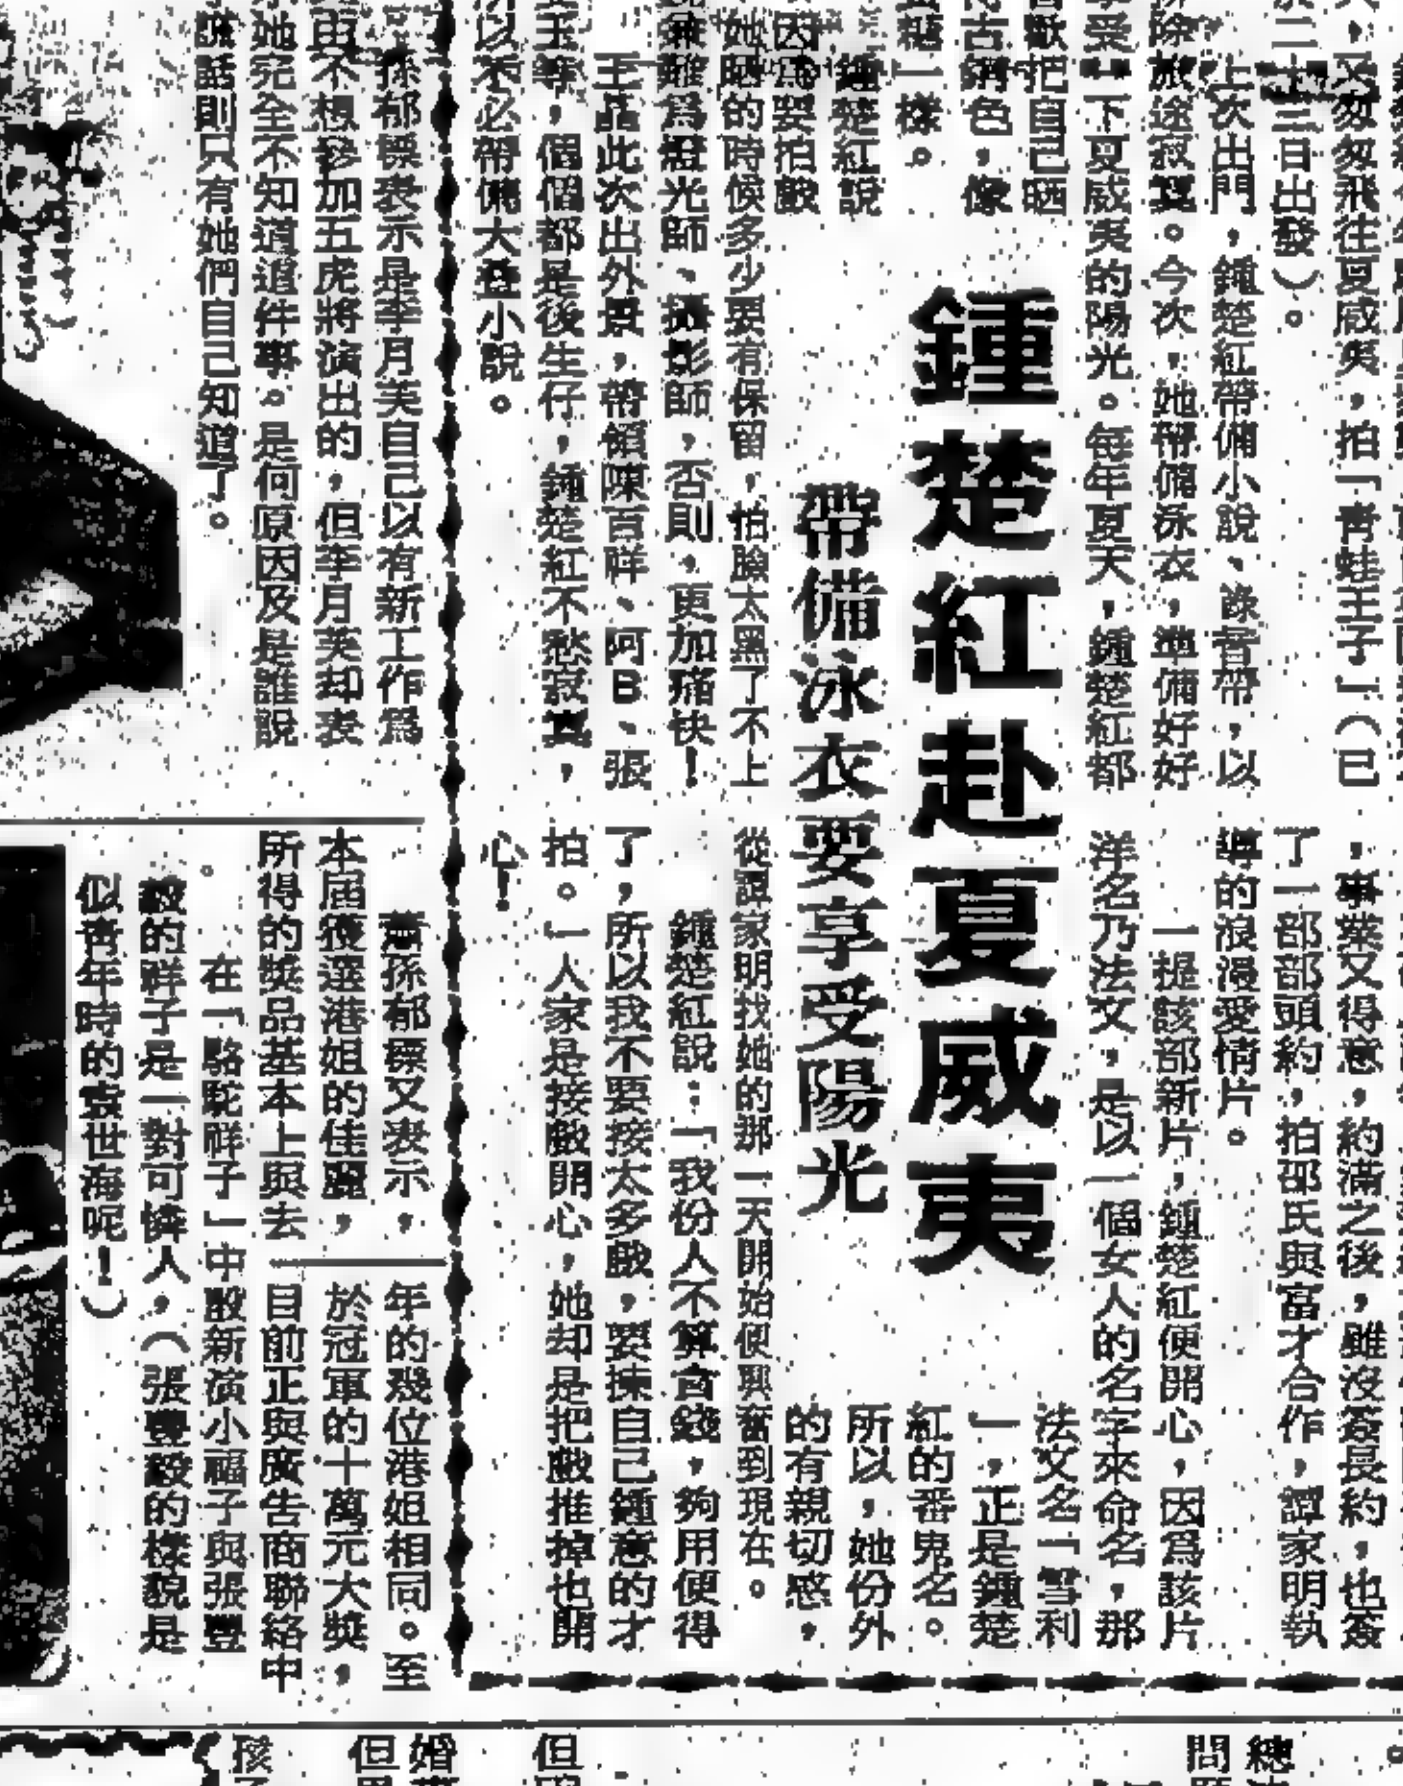 鍾楚紅赴夏威夷
帶備泳衣要享受陽光
，又匆匆飛往夏威夷，拍「青蛙王子」（已
二十三日出發）。
上次出門，鍾楚紅帶備小說、錄音帶，以
除旅途寂寞。今次，她帶備泳衣，準備好好
受一下夏威夷的陽光。每年夏天，鍾楚紅都
歡把自己晒
古銅色，像
一樣。
鍾楚紅說
因為要拍戲
她晒的時候多少要有保留，怕臉太黑了不上
雖為燈光師、攝影師，否則，更加痛快！
王晶此次出外景，帶領陳百祥、阿B、張
玉等，個個都是後生仔，鍾楚紅不愁寂寞，
以不必帶備大叠小說。
，事業又得意，約滿之後，雖沒簽長約，也簽
了一部部頭約，拍邵氏與富才合作，譚家明執
導的浪漫愛情片。
一提該部新片，鍾楚紅便開心，因為該片
洋名乃法文，是以一個女人的名字來命名，那
法文名「雪利
」，正是鍾楚
紅的番鬼名。
所以，她份外
的有親切感，
從譚家明找她的那一天開始便興奮到現在。
鍾楚紅說：「我份人不算貪錢，夠用便得
了，所以我不要接太多戲，要揀自己鍾意的才
拍。」人家是接戲開心，她却是把戲推掉也開
心！
孫郁標表示是李月美自己以有新工作為
由不想參加五虎將演出的，但李月美却表
她完全不知道這件事。是何原因及是誰說
謊話則只有她們自己知道了。
孫郁標又表示，
本屆獲選港姐的佳麗，
所得的獎品基本上與去
年的幾位港姐相同。至
於冠軍的十萬元大獎，
目前正與廣告商聯絡中
。
在「駱駝祥子」中飾新演小福子與張豐
毅的祥子是一對可憐人，（張豐毅的樣貌是
似青年時的袁世海呢！）
總
問
但
婚
但
孩